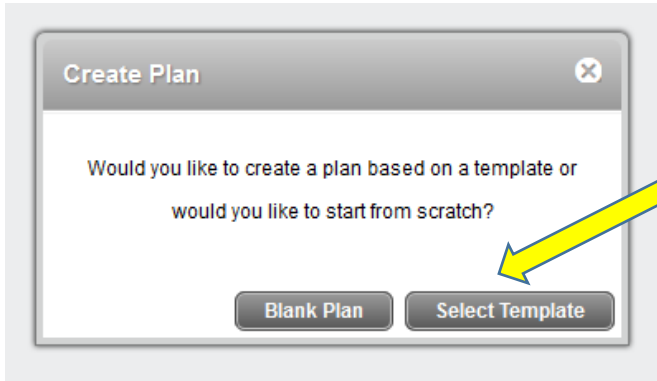 Create Plan
Would you like to create a plan based on a template or
would you like to start from scratch?
Blank Plan
Select Template